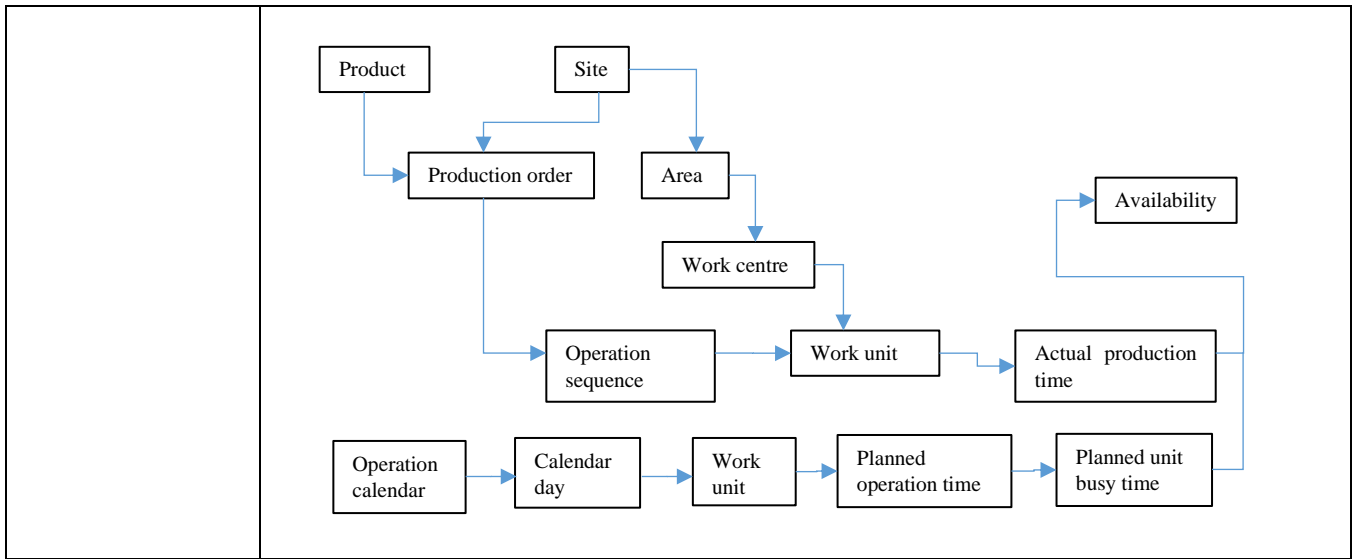 Product
Site
Production order
Area
Availability
Work centre
Operation
sequence
Work unit
Actual production
time
Operation
calendar
Calendar
day
Work
unit
Planned
operation time
Planned unit
busy time